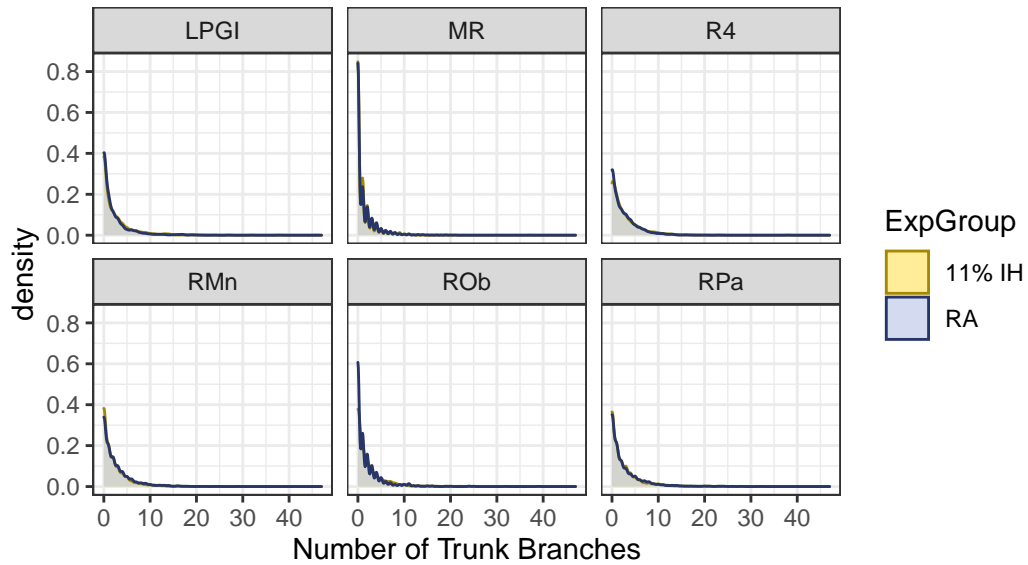 LPGI MR R4
0.8
0.6
0.4
0.2
0.0
density
RMn ROb RPa
0.8
0.6
0.4
0.2
0.0
0 10 20 30 40 0 10 20 30 40 0 10 20 30 40
Number of Trunk Branches
ExpGroup
11% IH
RA